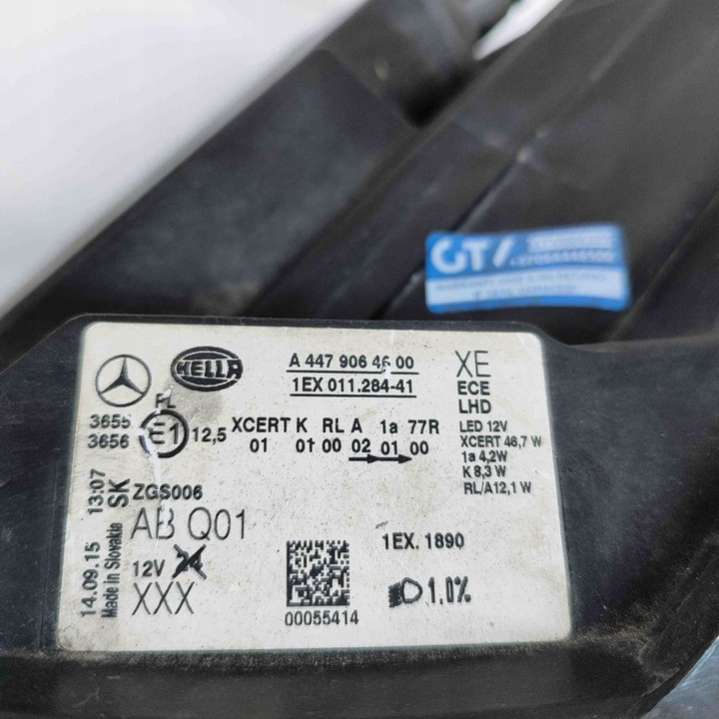 GT
HELLA
A 447 906 46 00
1EX 011.284-41
XE
ECE
LHD
LED 12V
XCERT 46,7 W
1a 4,2W
K 8,3 W
RL/A12,1 W
PL
3655
3656
E1
12,5
XCERT K RL A 1a 77R
01 01 00 02 01 00
14.09.15 13:07
Made in Slovakia SK
ZGS006
AB Q01
12V 24
XXX
00055414
1EX. 1890
1,0%